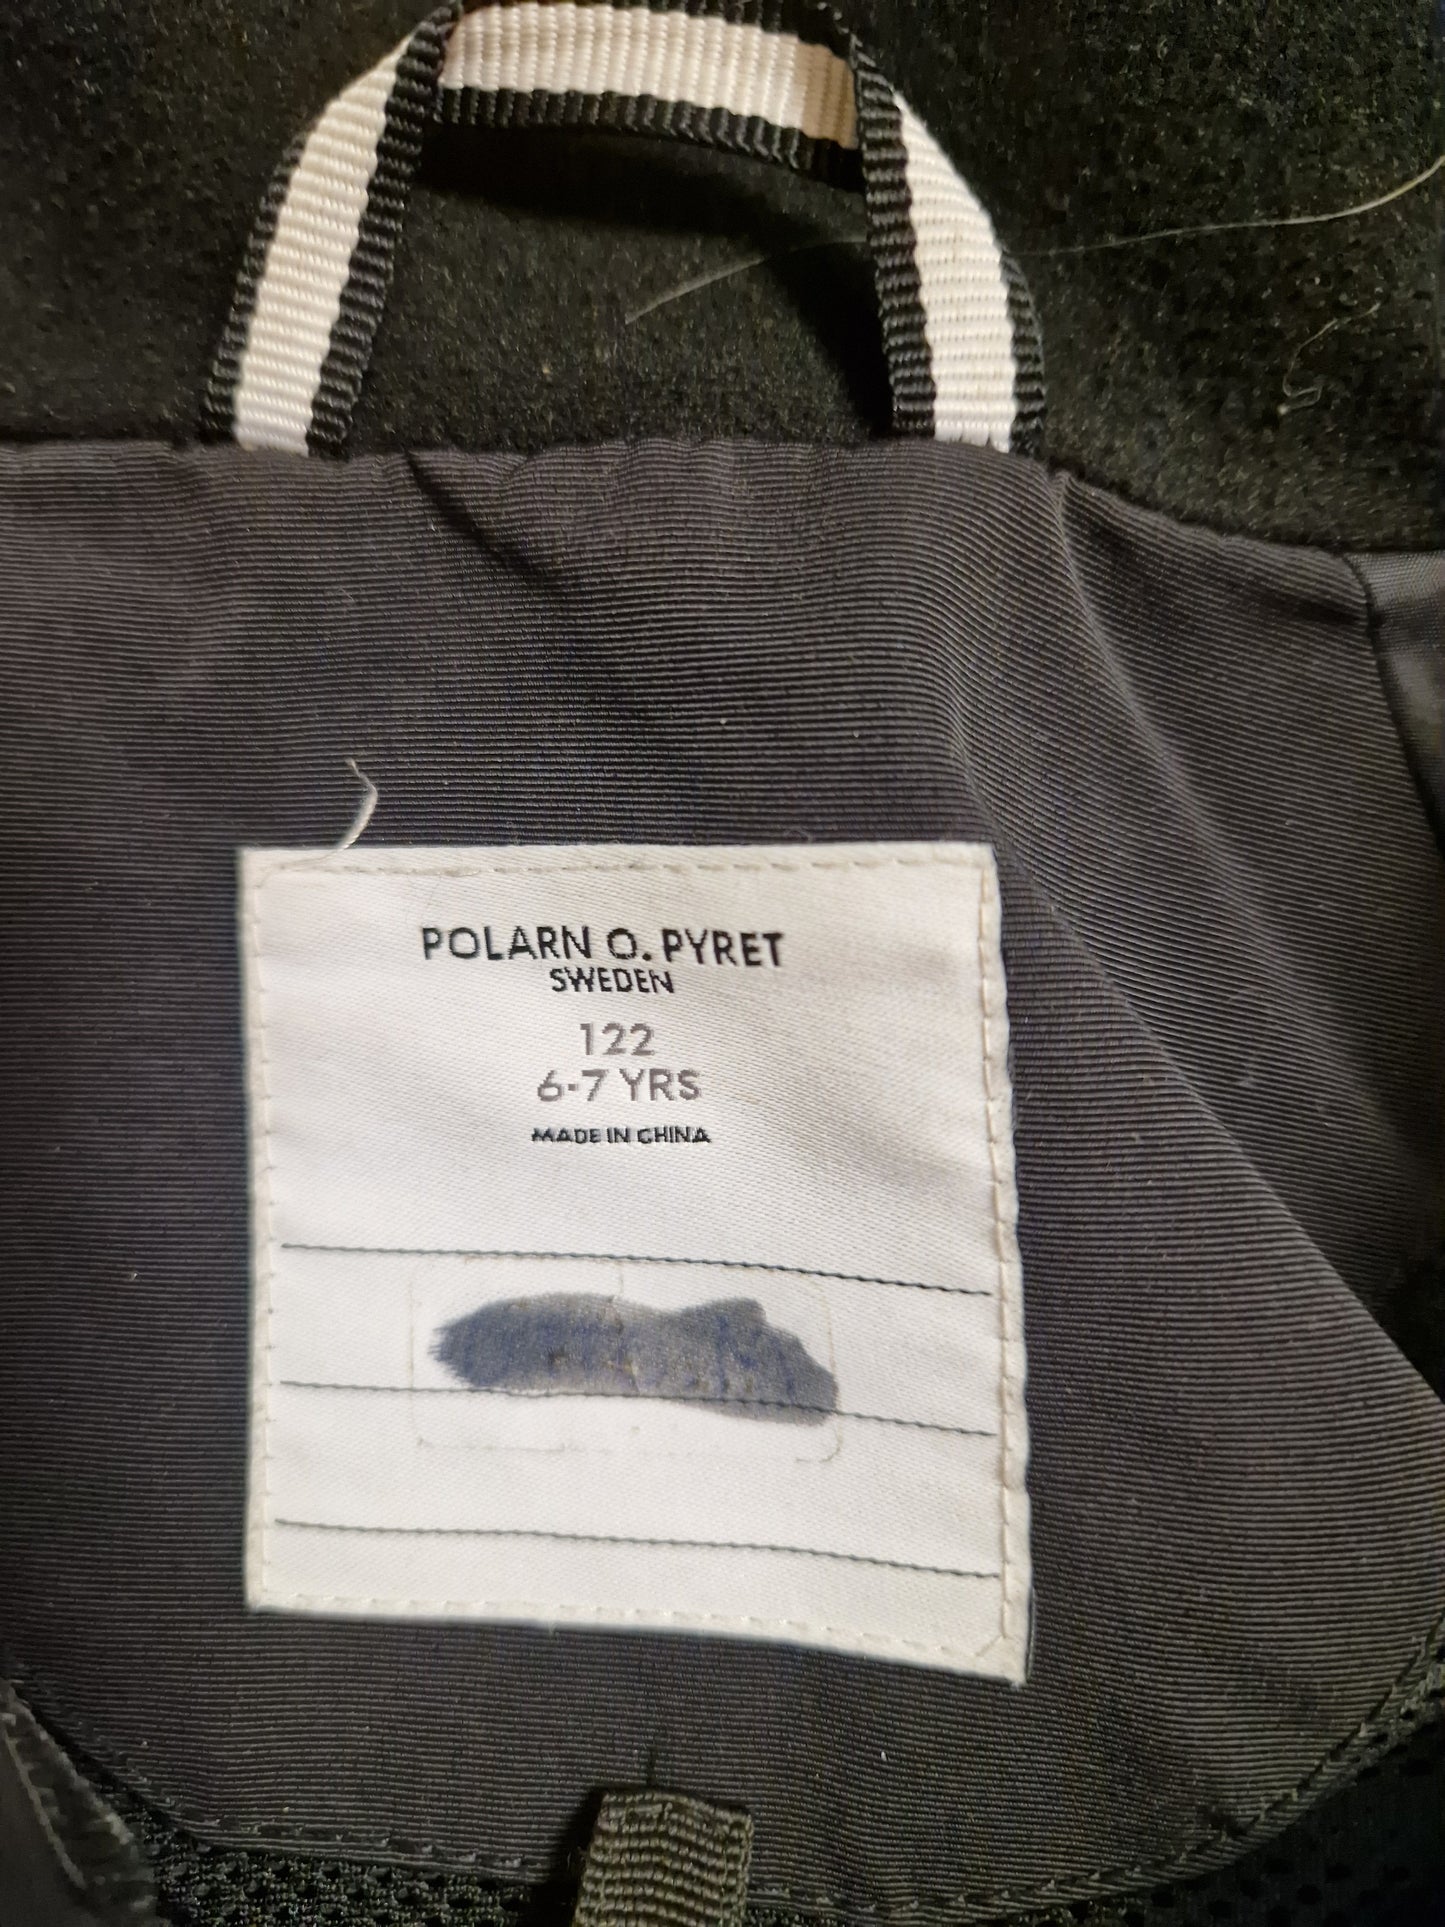 POLARN O. PYRET
SWEDEN
122
6-7 YRS
MADE IN CHINA